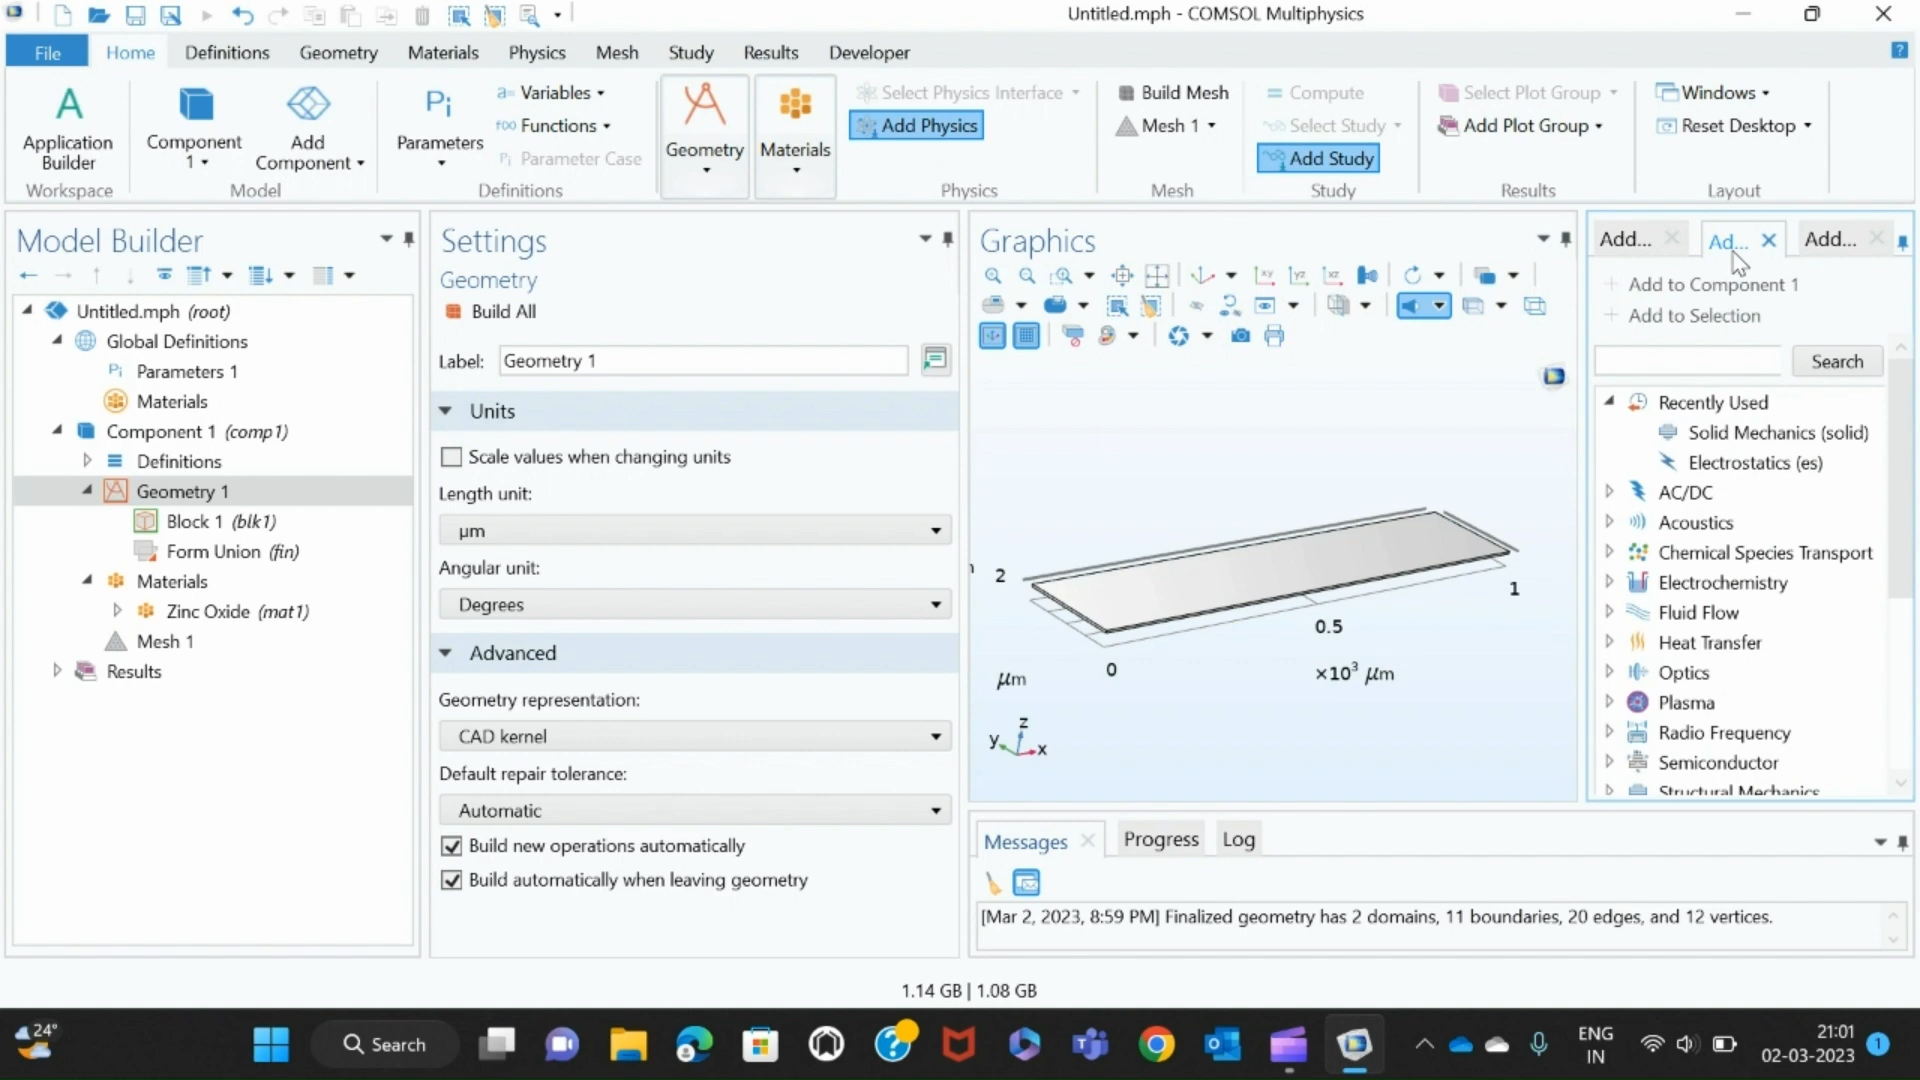 Untitled.mph - COMSOL Multiphysics
File Home Definitions Geometry Materials Physics Mesh Study Results Developer
Application Builder
Workspace
Component 1
Add Component
Model
Parameters
Variables
Functions
Parameter Case
Definitions
Geometry
Materials
Select Physics Interface
Add Physics
Physics
Build Mesh
Mesh 1
Mesh
Compute
Select Study
Add Study
Study
Select Plot Group
Add Plot Group
Results
Windows
Reset Desktop
Layout
Model Builder
Untitled.mph (root)
Global Definitions
Parameters 1
Materials
Component 1 (comp1)
Definitions
Geometry 1
Block 1 (blk1)
Form Union (fin)
Materials
Zinc Oxide (mat1)
Mesh 1
Results
Settings
Geometry
Build All
Label: Geometry 1
Units
Scale values when changing units
Length unit:
µm
Angular unit:
Degrees
Advanced
Geometry representation:
CAD kernel
Default repair tolerance:
Automatic
Build new operations automatically
Build automatically when leaving geometry
Graphics
2
1
0.5
0
×10³ µm
µm
z
y
x
Messages Progress Log
[Mar 2, 2023, 8:59 PM] Finalized geometry has 2 domains, 11 boundaries, 20 edges, and 12 vertices.
Add... Ad... Add...
Add to Component 1
Add to Selection
Search
Recently Used
Solid Mechanics (solid)
Electrostatics (es)
AC/DC
Acoustics
Chemical Species Transport
Electrochemistry
Fluid Flow
Heat Transfer
Optics
Plasma
Radio Frequency
Semiconductor
Structural Mechanics
1.14 GB | 1.08 GB
24°
Search
ENG
IN
21:01
02-03-2023
1